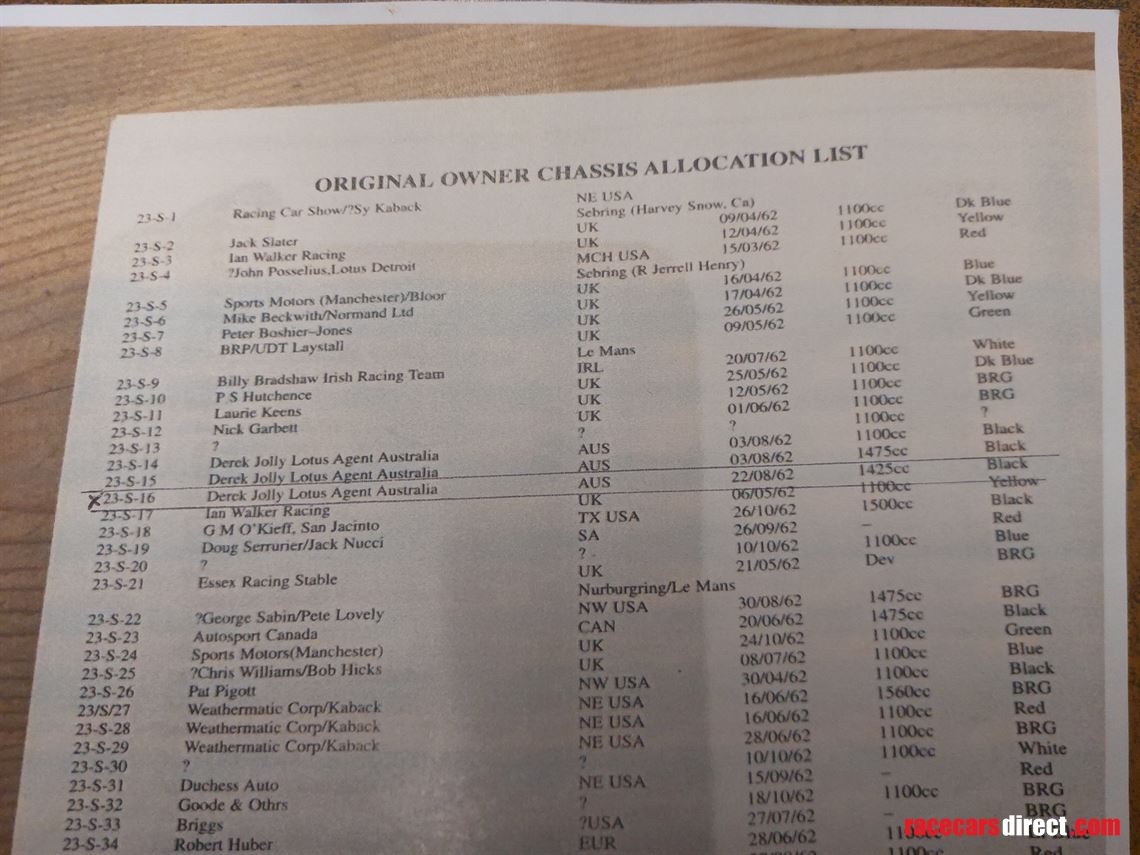 ORIGINAL OWNER CHASSIS ALLOCATION LIST
23-S-1 Racing Car Show/?Sy Kaback NE USA
Sebring (Harvey Snow, Ca)
23-S-2 Jack Slater UK 09/04/62 1100cc Dk Blue
23-S-3 Ian Walker Racing UK 12/04/62 1100cc Yellow
23-S-4 ?John Posselius,Lotus Detroit MCH USA 15/03/62 1100cc Red
Sebring (R Jerrell Henry)
23-S-5 Sports Motors (Manchester)/Bloor UK 16/04/62 1100cc Blue
23-S-6 Mike Beckwith/Normand Ltd UK 17/04/62 1100cc Dk Blue
23-S-7 Peter Boshier-Jones UK 26/05/62 1100cc Yellow
23-S-8 BRP/UDT Laystall UK 09/05/62 1100cc Green
Le Mans
23-S-9 Billy Bradshaw Irish Racing Team IRL 20/07/62 1100cc White
23-S-10 P S Hutchence UK 25/05/62 1100cc Dk Blue
23-S-11 Laurie Keens UK 12/05/62 1100cc BRG
23-S-12 Nick Garbett UK 01/06/62 1100cc BRG
23-S-13 ? ? ? 1100cc ?
23-S-14 Derek Jolly Lotus Agent Australia AUS 03/08/62 1100cc Black
23-S-15 Derek Jolly Lotus Agent Australia AUS 03/08/62 1475cc Black
x 23-S-16 Derek Jolly Lotus Agent Australia AUS 22/08/62 1425cc Black
23-S-17 Ian Walker Racing UK 06/05/62 1100cc Yellow
23-S-18 G M O'Kieff, San Jacinto TX USA 26/10/62 1500cc Black
23-S-19 Doug Serrurier/Jack Nucci SA 26/09/62 – Red
23-S-20 ? ? 10/10/62 1100cc Blue
23-S-21 Essex Racing Stable UK 21/05/62 Dev BRG
Nurburgring/Le Mans
23-S-22 ?George Sabin/Pete Lovely NW USA 30/08/62 1475cc BRG
23-S-23 Autosport Canada CAN 20/06/62 1475cc Black
23-S-24 Sports Motors(Manchester) UK 24/10/62 1100cc Green
23-S-25 ?Chris Williams/Bob Hicks UK 08/07/62 1100cc Blue
23-S-26 Pat Pigott NW USA 30/04/62 1100cc Black
23/S/27 Weathermatic Corp/Kaback NE USA 16/06/62 1560cc BRG
23-S-28 Weathermatic Corp/Kaback NE USA 16/06/62 1100cc Red
23-S-29 Weathermatic Corp/Kaback NE USA 28/06/62 1100cc BRG
23-S-30 ? ? 10/10/62 1100cc White
23-S-31 Duchess Auto NE USA 15/09/62 – Red
23-S-32 Goode & Othrs ? 18/10/62 1100cc BRG
23-S-33 Briggs ?USA 27/07/62 BRG
23-S-34 Robert Huber EUR 28/06/62
racecarsdirect.com